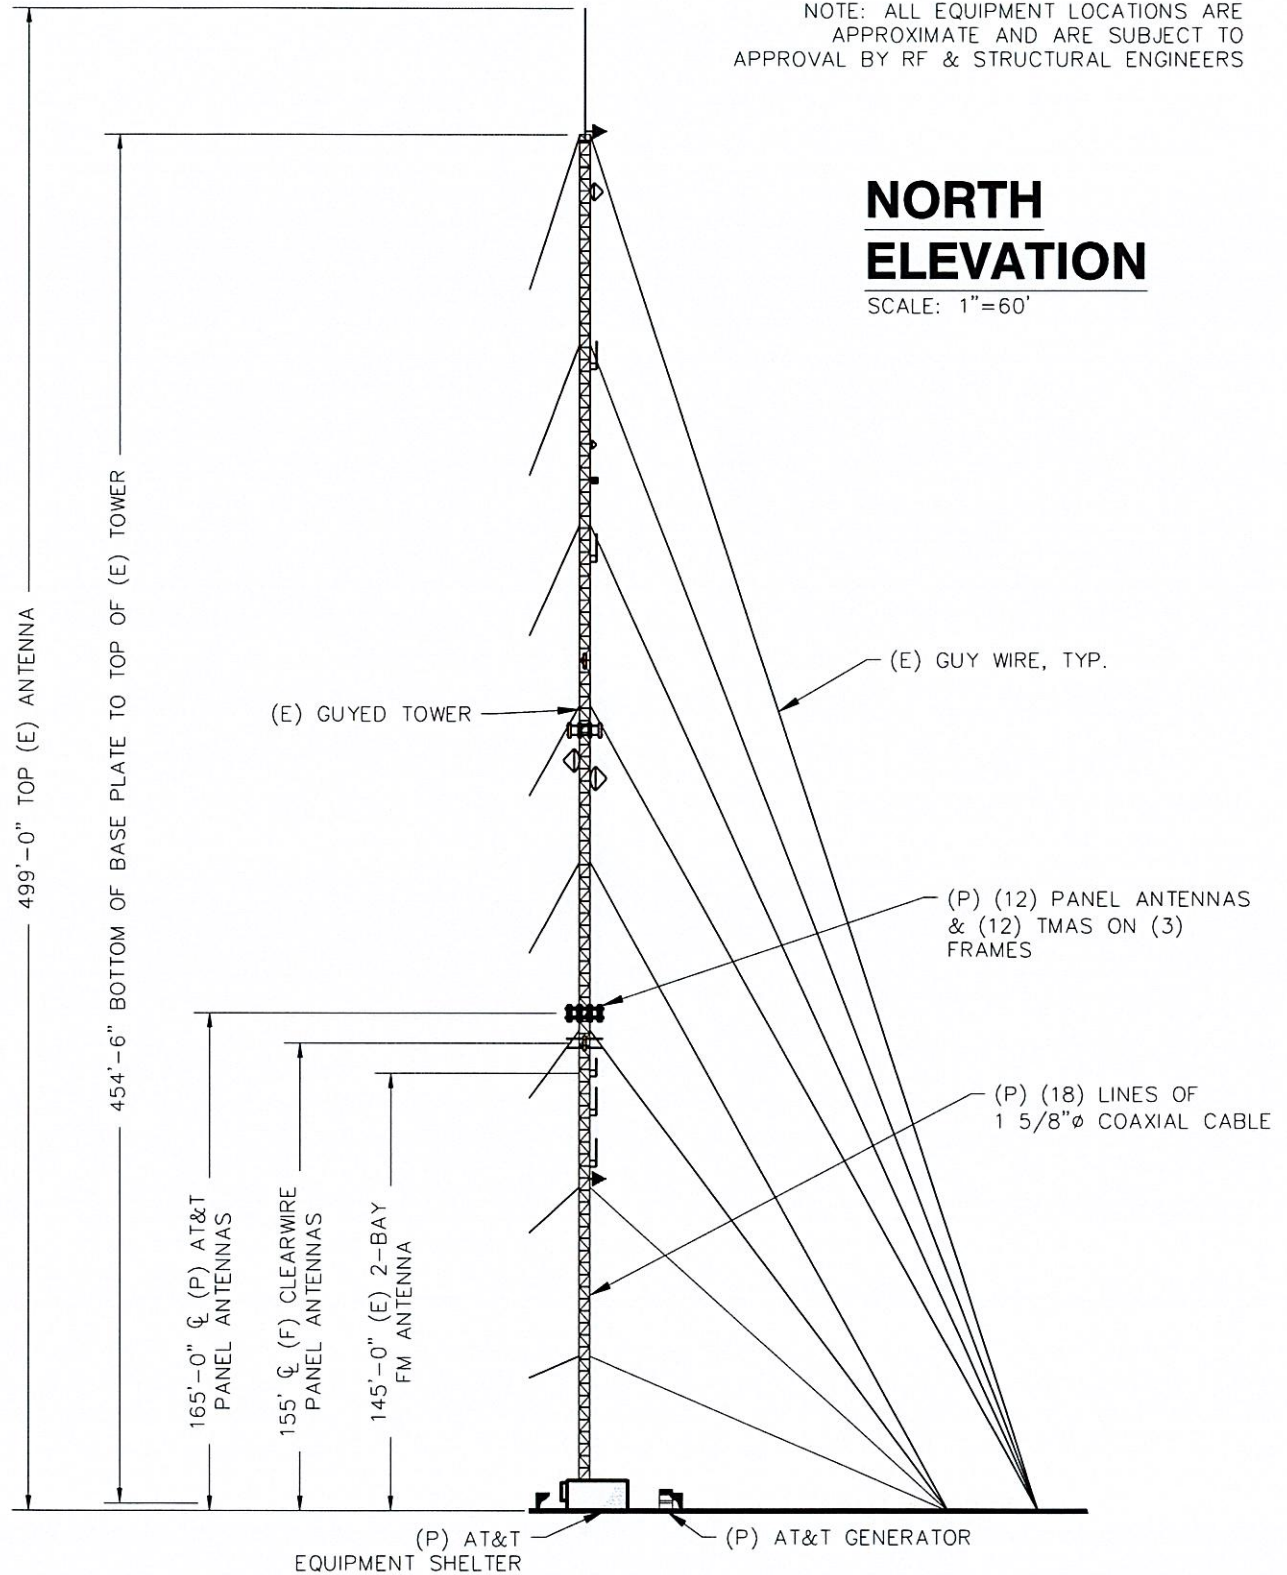 NOTE: ALL EQUIPMENT LOCATIONS ARE
APPROXIMATE AND ARE SUBJECT TO
APPROVAL BY RF & STRUCTURAL ENGINEERS
NORTH
ELEVATION
SCALE: 1"=60'
499'-0" TOP (E) ANTENNA
454'-6" BOTTOM OF BASE PLATE TO TOP OF (E) TOWER
(E) GUY WIRE, TYP.
(E) GUYED TOWER
(P) (12) PANEL ANTENNAS
& (12) TMAS ON (3)
FRAMES
(P) (18) LINES OF
1 5/8"ø COAXIAL CABLE
165'-0" ℄ (P) AT&T
PANEL ANTENNAS
155' ℄ (F) CLEARWIRE
PANEL ANTENNAS
145'-0" (E) 2-BAY
FM ANTENNA
(P) AT&T
EQUIPMENT SHELTER
(P) AT&T GENERATOR